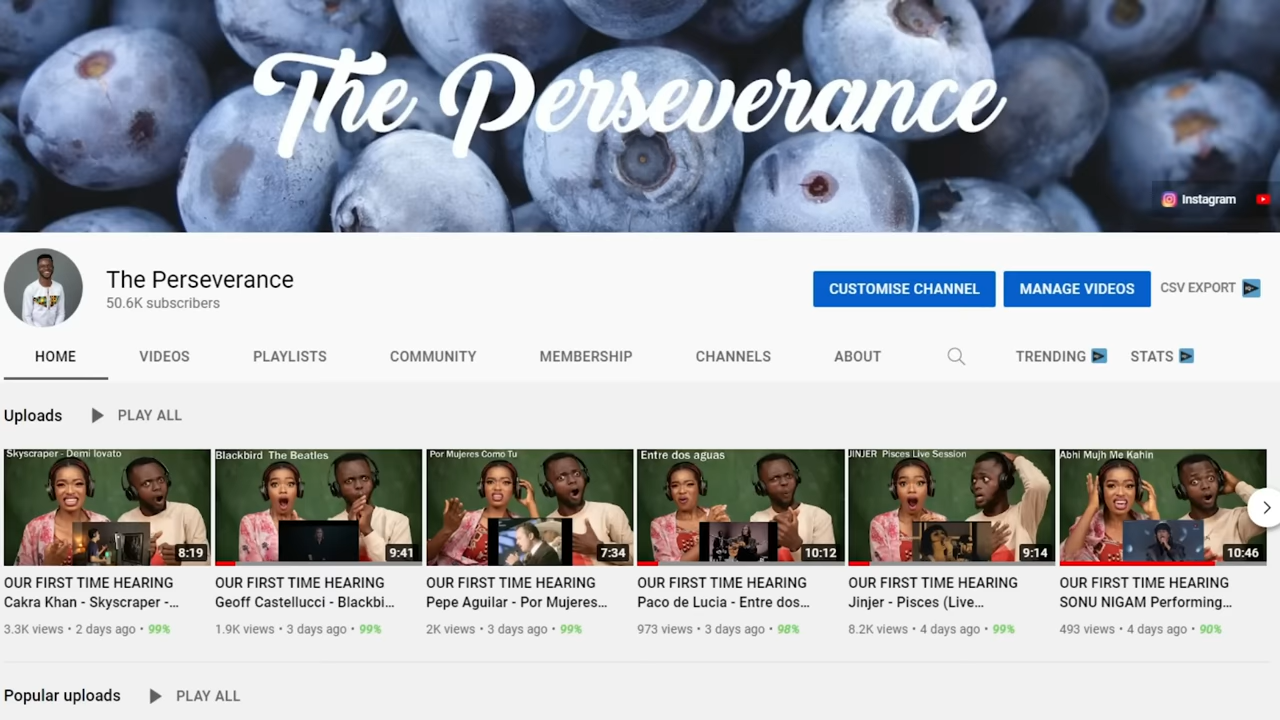 The Perseverance
Instagram
The Perseverance
50.6K subscribers
CUSTOMISE CHANNEL
MANAGE VIDEOS
CSV EXPORT
HOME
VIDEOS
PLAYLISTS
COMMUNITY
MEMBERSHIP
CHANNELS
ABOUT
TRENDING
STATS
Uploads
PLAY ALL
Skyscraper - Demi lovato
8:19
OUR FIRST TIME HEARING
Cakra Khan - Skyscraper -...
3.3K views • 2 days ago • 99%
Blackbird The Beatles
9:41
OUR FIRST TIME HEARING
Geoff Castellucci - Blackbi...
1.9K views • 3 days ago • 99%
Por Mujeres Como Tu
7:34
OUR FIRST TIME HEARING
Pepe Aguilar - Por Mujeres...
2K views • 3 days ago • 99%
Entre dos aguas
10:12
OUR FIRST TIME HEARING
Paco de Lucia - Entre dos...
973 views • 3 days ago • 98%
JINJER Pisces Live Session
9:14
OUR FIRST TIME HEARING
Jinjer - Pisces (Live...
8.2K views • 4 days ago • 99%
Abhi Mujh Me Kahin
10:46
OUR FIRST TIME HEARING
SONU NIGAM Performing...
493 views • 4 days ago • 90%
Popular uploads
PLAY ALL